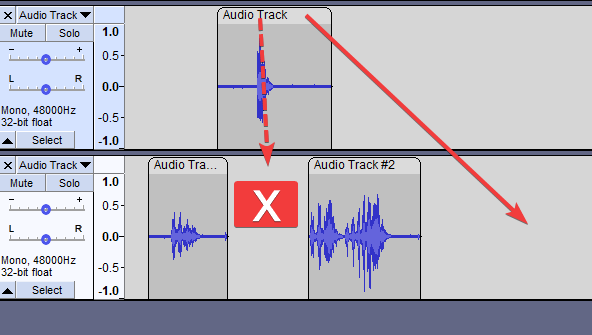 X Audio Track▼ Audio Track
Mute Solo
1.0
0.5
- +
0.0
L R
-0.5
Mono, 48000Hz
32-bit float
Select
-1.0
X Audio Track▼ Audio Tra... Audio Track #2
Mute Solo
1.0
0.5
- +
X
L R
0.0
-0.5
Mono, 48000Hz
32-bit float
Select
-1.0